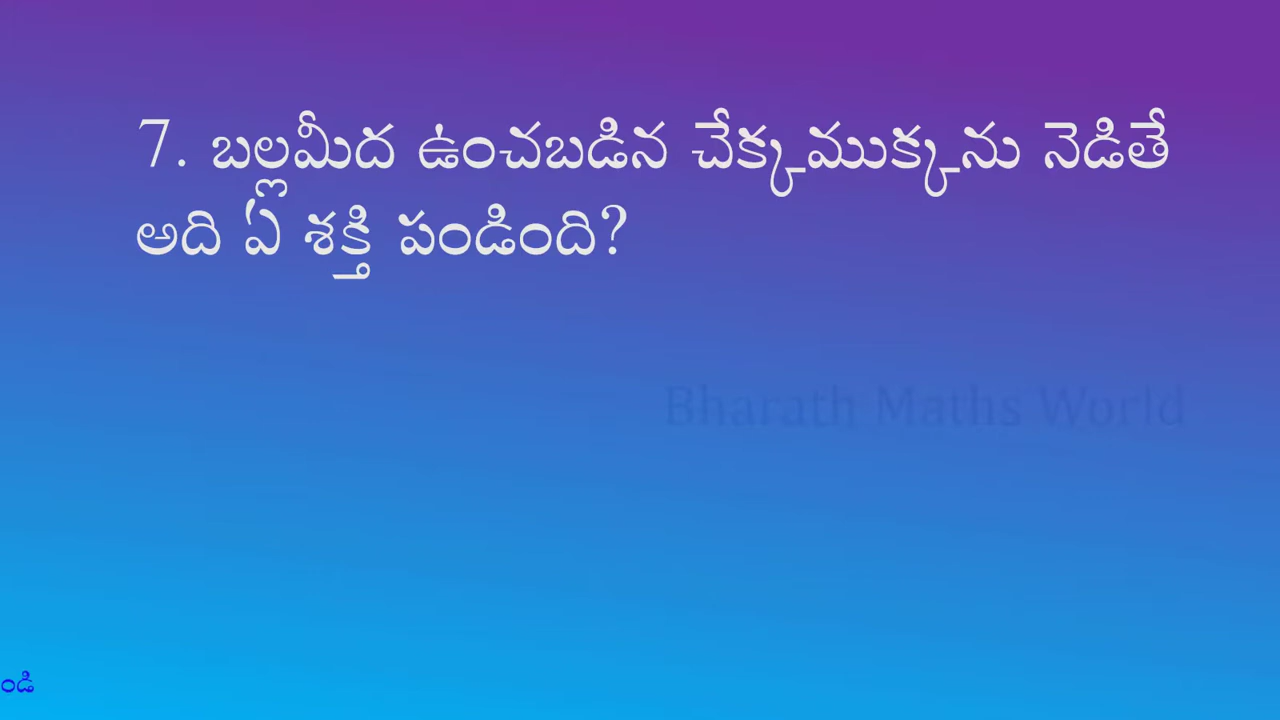 7. బల్లమీద ఉంచబడిన చేక్కముక్కను నెడితే
అది ఏ శక్తి పండింది?
Bharath Maths World
ండి